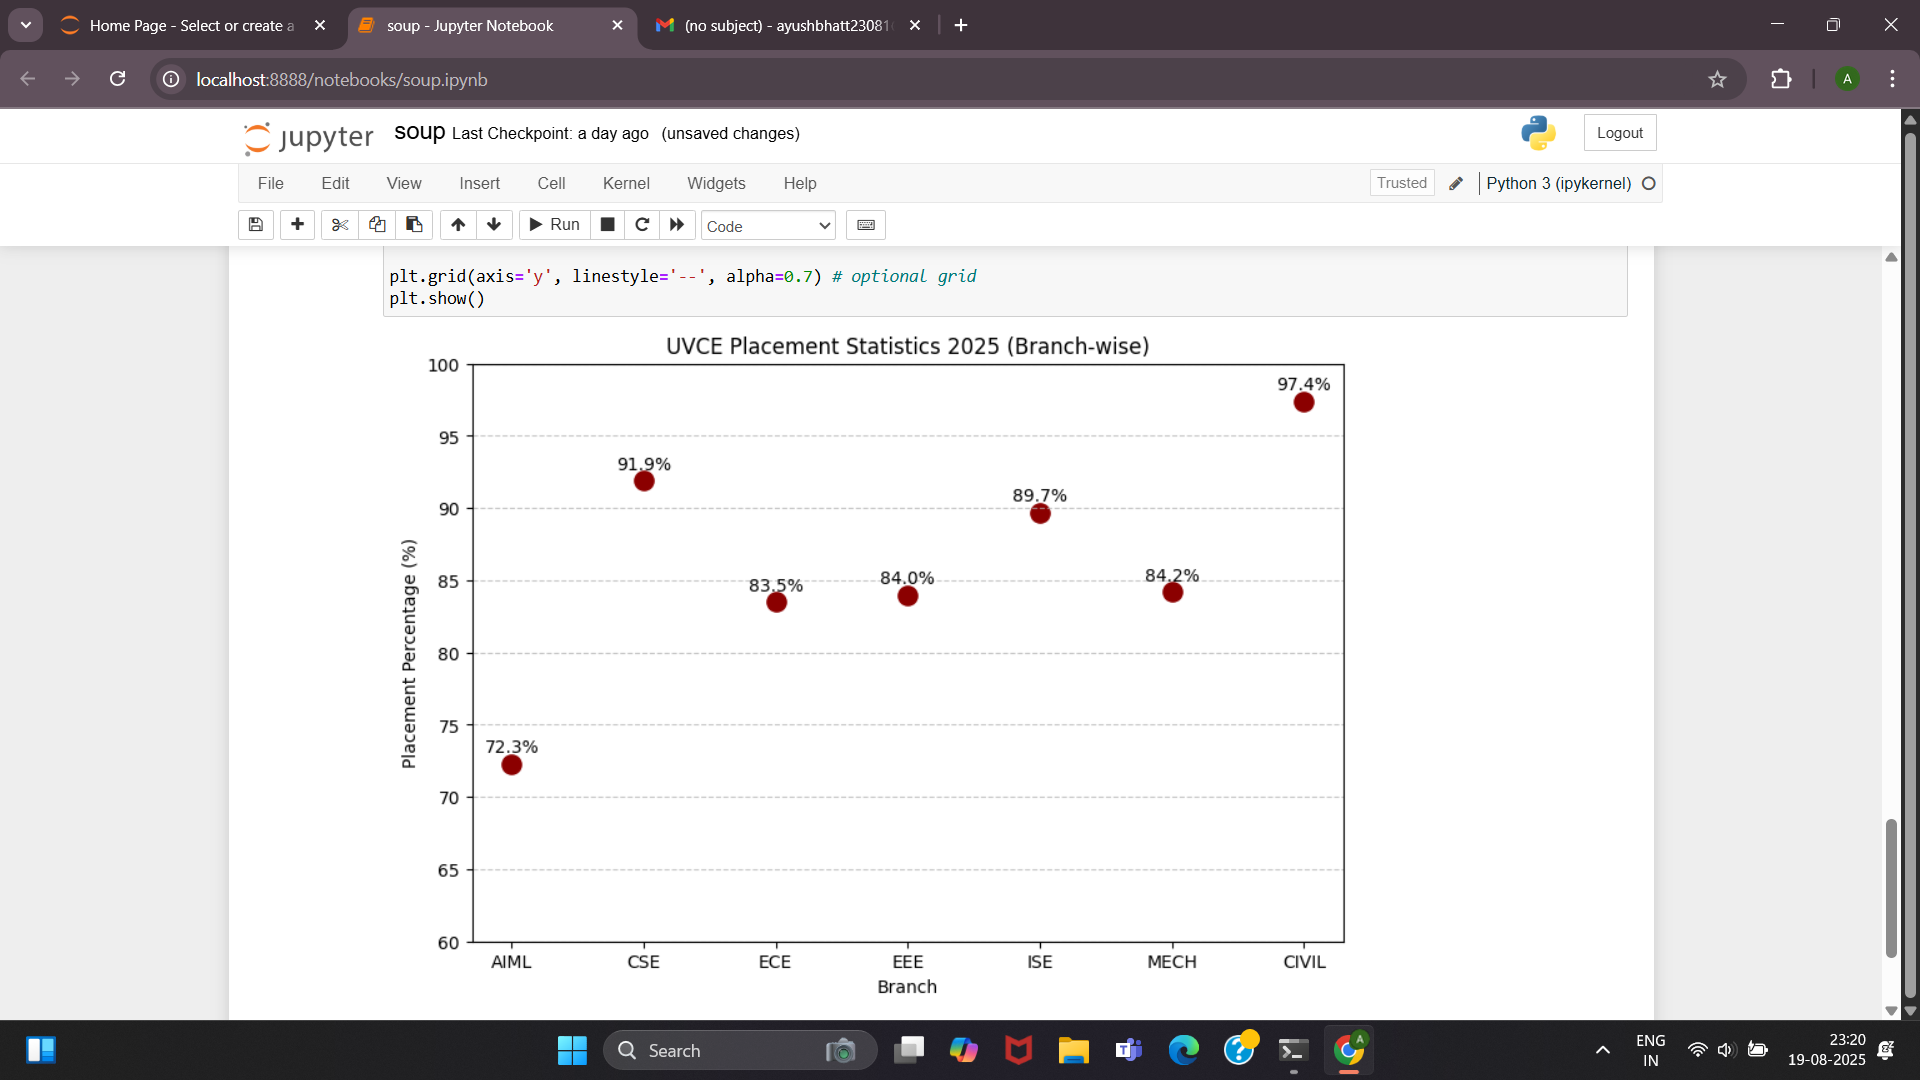 Home Page - Select or create a
soup - Jupyter Notebook
(no subject) - ayushbhatt23081
localhost:8888/notebooks/soup.ipynb
A
jupyter
soup Last Checkpoint: a day ago (unsaved changes)
Logout
File Edit View Insert Cell Kernel Widgets Help
Trusted
Python 3 (ipykernel)
Run
Code
plt.grid(axis='y', linestyle='--', alpha=0.7) # optional grid
plt.show()
UVCE Placement Statistics 2025 (Branch-wise)
Placement Percentage (%)
100
95
90
85
80
75
70
65
60
72.3%
91.9%
83.5%
84.0%
89.7%
84.2%
97.4%
AIML CSE ECE EEE ISE MECH CIVIL
Branch
Search
A
ENG
IN
23:20
19-08-2025